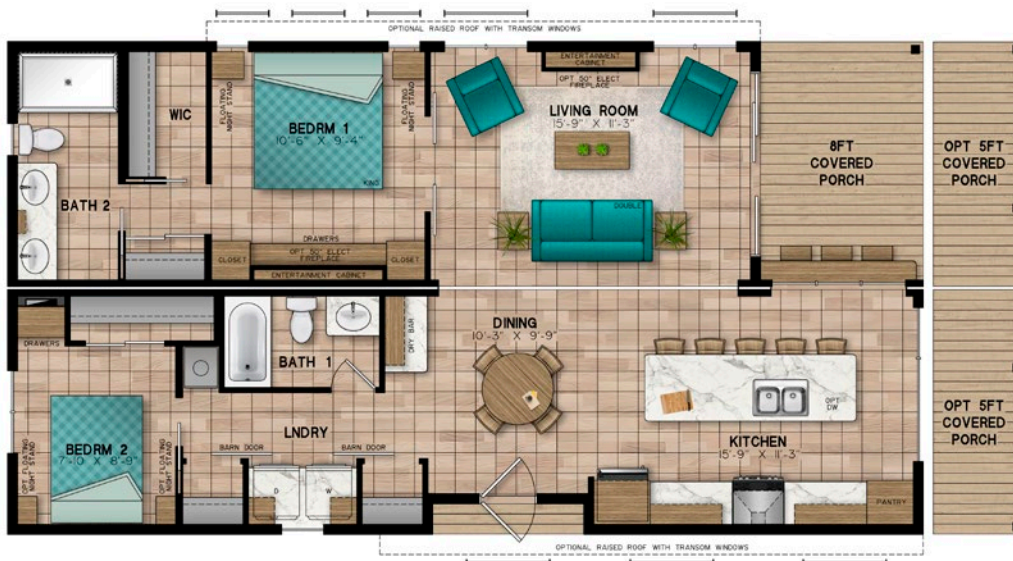 OPTIONAL RAISED ROOF WITH TRANSOM WINDOWS
WIC
FLOATING
NIGHT STAND
BEDRM 1
10'-6" X 9'-4"
FLOATING
NIGHT STAND
KING
ENTERTAINMENT
CABINET
OPT 50" ELECT
FIREPLACE
LIVING ROOM
15'-9" X 11'-3"
DOUBLE
8FT
COVERED
PORCH
OPT 5FT
COVERED
PORCH
BATH 2
DRAWERS
CLOSET
OPT 50" ELECT
FIREPLACE
CLOSET
ENTERTAINMENT CABINET
DRAWERS
BATH 1
DRY BAR
DINING
10'-3" X 9'-9"
OPT
DW
KITCHEN
15'-9" X 11'-3"
PANTRY
OPT 5FT
COVERED
PORCH
LNDRY
BARN DOOR
BARN DOOR
D
W
OPT FLOATING
NIGHT STAND
BEDRM 2
7'-10 X 8'-9"
OPT FLOATING
NIGHT STAND
OPTIONAL RAISED ROOF WITH TRANSOM WINDOWS